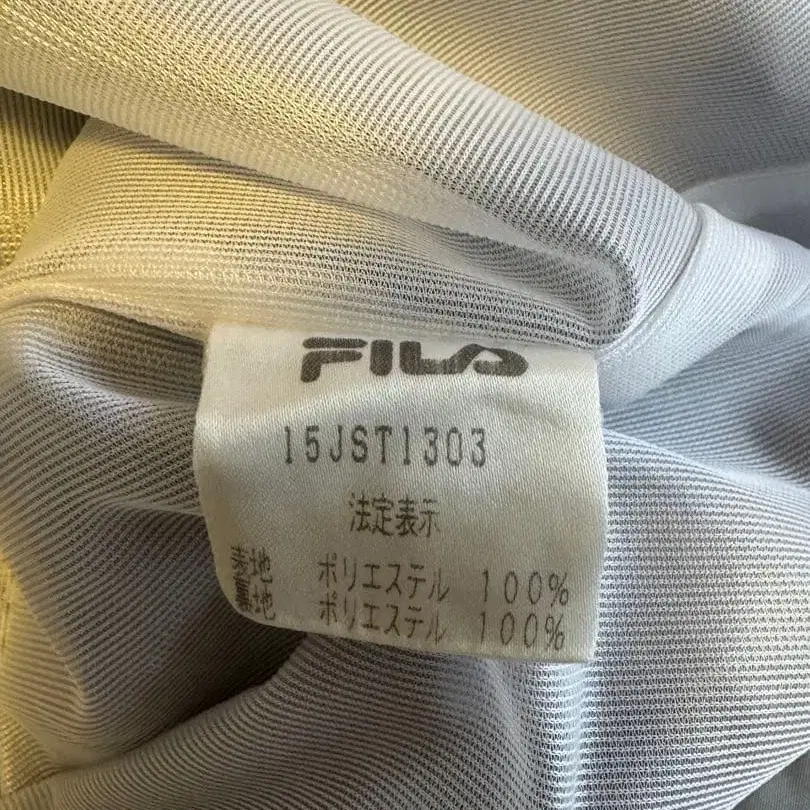 FILA
15JST1303
法定表示
表地 ポリエステル 100%
裏地 ポリエステル 100%